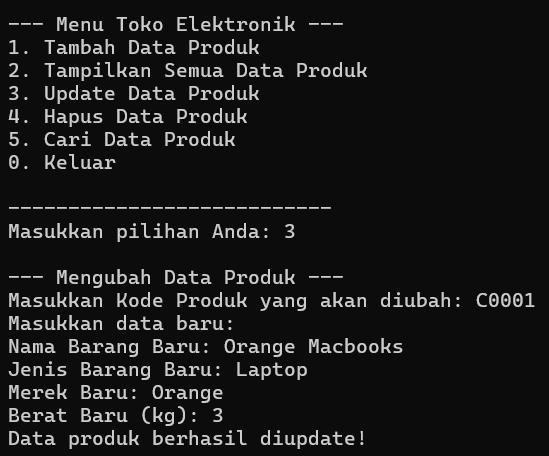 --- Menu Toko Elektronik ---
1. Tambah Data Produk
2. Tampilkan Semua Data Produk
3. Update Data Produk
4. Hapus Data Produk
5. Cari Data Produk
0. Keluar
---------------------------
Masukkan pilihan Anda: 3
--- Mengubah Data Produk ---
Masukkan Kode Produk yang akan diubah: C0001
Masukkan data baru:
Nama Barang Baru: Orange Macbooks
Jenis Barang Baru: Laptop
Merek Baru: Orange
Berat Baru (kg): 3
Data produk berhasil diupdate!